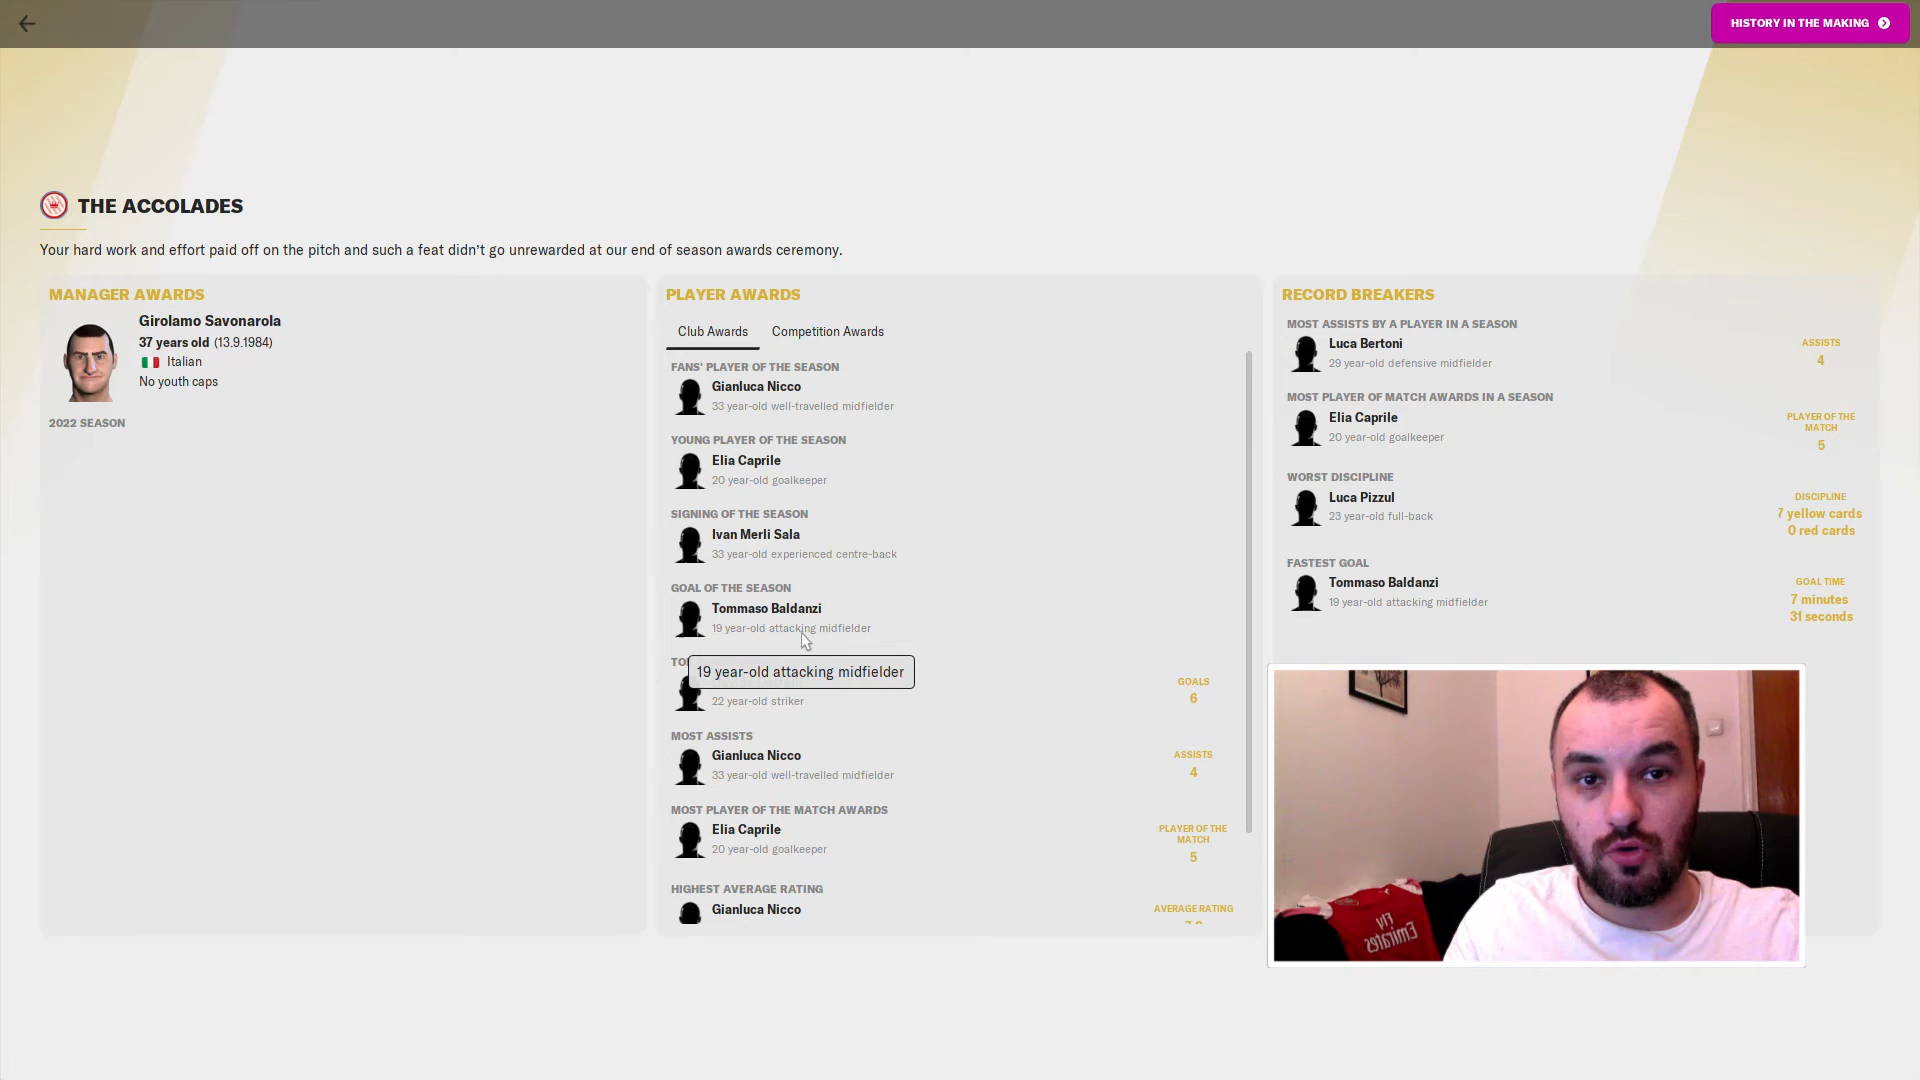 HISTORY IN THE MAKING
THE ACCOLADES
Your hard work and effort paid off on the pitch and such a feat didn't go unrewarded at our end of season awards ceremony.
MANAGER AWARDS
Girolamo Savonarola
37 years old (13.9.1984)
Italian
No youth caps
2022 SEASON
PLAYER AWARDS
Club Awards Competition Awards
FANS' PLAYER OF THE SEASON
Gianluca Nicco
33 year-old well-travelled midfielder
YOUNG PLAYER OF THE SEASON
Elia Caprile
20 year-old goalkeeper
SIGNING OF THE SEASON
Ivan Merli Sala
33 year-old experienced centre-back
GOAL OF THE SEASON
Tommaso Baldanzi
19 year-old attacking midfielder
19 year-old attacking midfielder
22 year-old striker
GOALS
6
MOST ASSISTS
Gianluca Nicco
33 year-old well-travelled midfielder
ASSISTS
4
MOST PLAYER OF THE MATCH AWARDS
Elia Caprile
20 year-old goalkeeper
PLAYER OF THE
MATCH
5
HIGHEST AVERAGE RATING
Gianluca Nicco
AVERAGE RATING
RECORD BREAKERS
MOST ASSISTS BY A PLAYER IN A SEASON
Luca Bertoni
29 year-old defensive midfielder
ASSISTS
4
MOST PLAYER OF MATCH AWARDS IN A SEASON
Elia Caprile
20 year-old goalkeeper
PLAYER OF THE
MATCH
5
WORST DISCIPLINE
Luca Pizzul
23 year-old full-back
DISCIPLINE
7 yellow cards
0 red cards
FASTEST GOAL
Tommaso Baldanzi
19 year-old attacking midfielder
GOAL TIME
7 minutes
31 seconds
Fly
Emirates